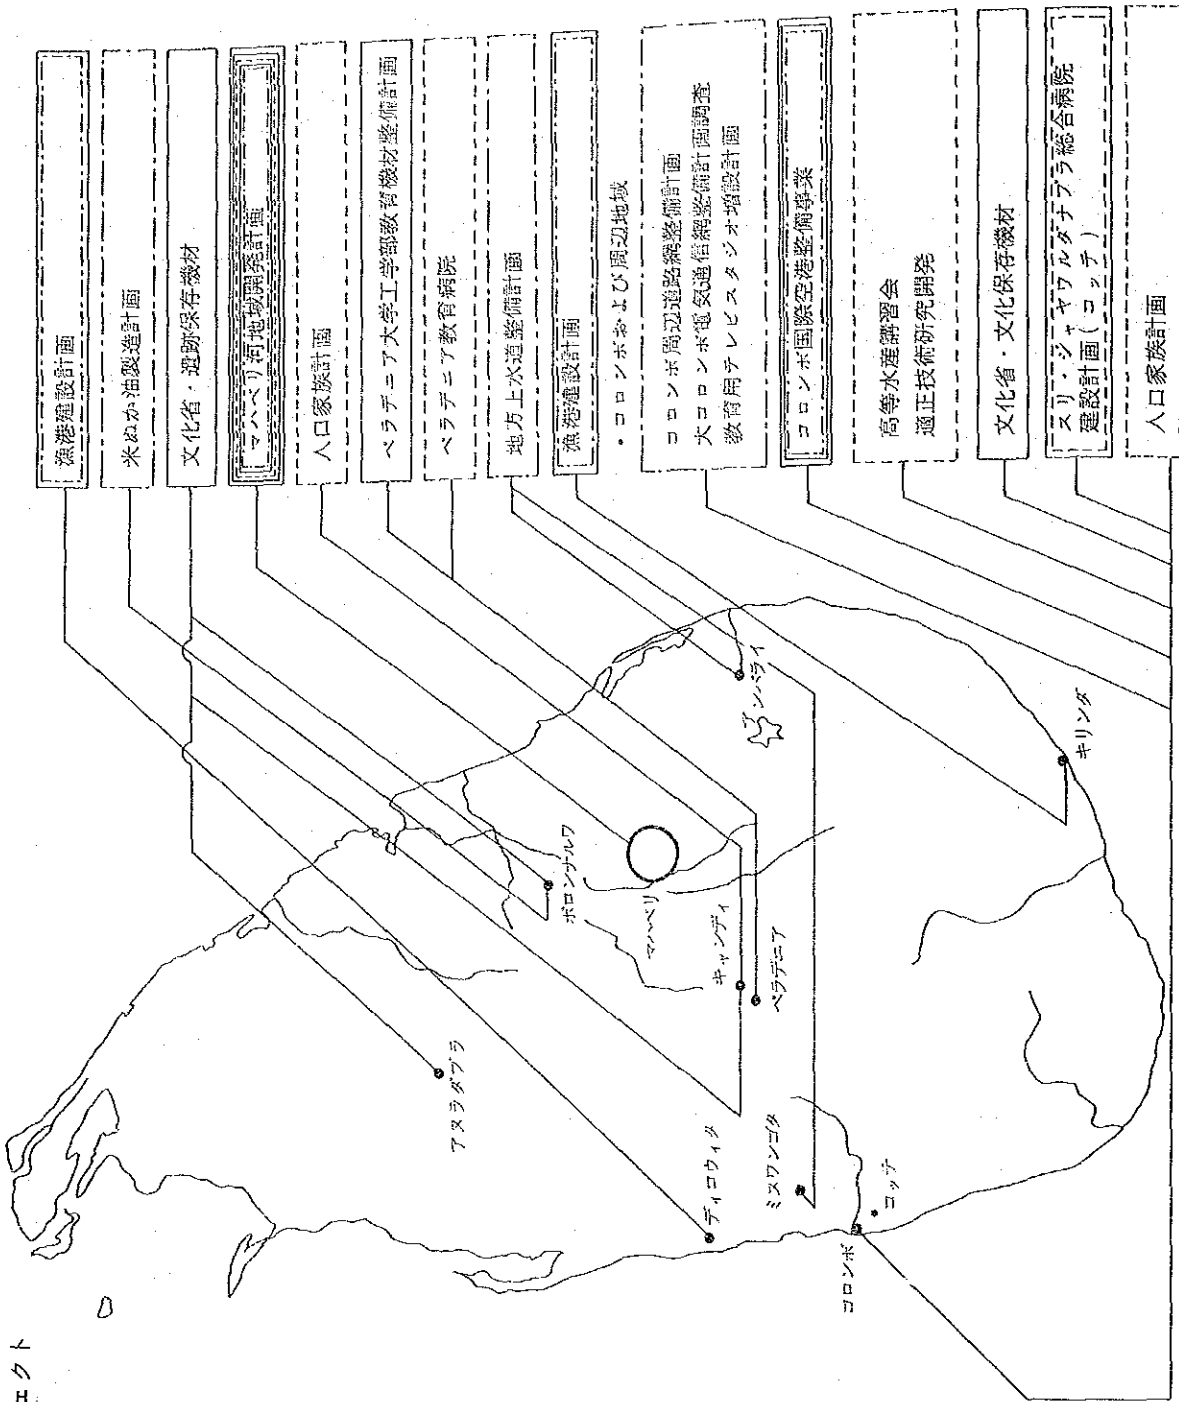 エクト
漁港建設計画
米ぬか油製造計画
文化省・遺跡保存機材
マハベリ河地域開発計画
人口家族計画
ペラデニア大学工学部教育機材整備計画
ペラデニア教育病院
地方上水道整備計画
漁港建設計画
・コロンボおよび周辺地域
コロンボ周辺道路網整備計画
大コロンボ電気通信網整備計画調査
教育用テレビスタジオ増設計画
コロンボ国際空港整備事業
高等水産講習会
適正技術研究開発
文化省・文化保存機材
スリ・ジャヤワルダナプラ総合病院
建設計画(コッテ)
人口家族計画
アヌラダプラ
ポロンナルワ
マハベリ
キャンディ
ペラデニア
ディコウィタ
ミヌワンゴダ
コロンボ
コッテ
キリンダ